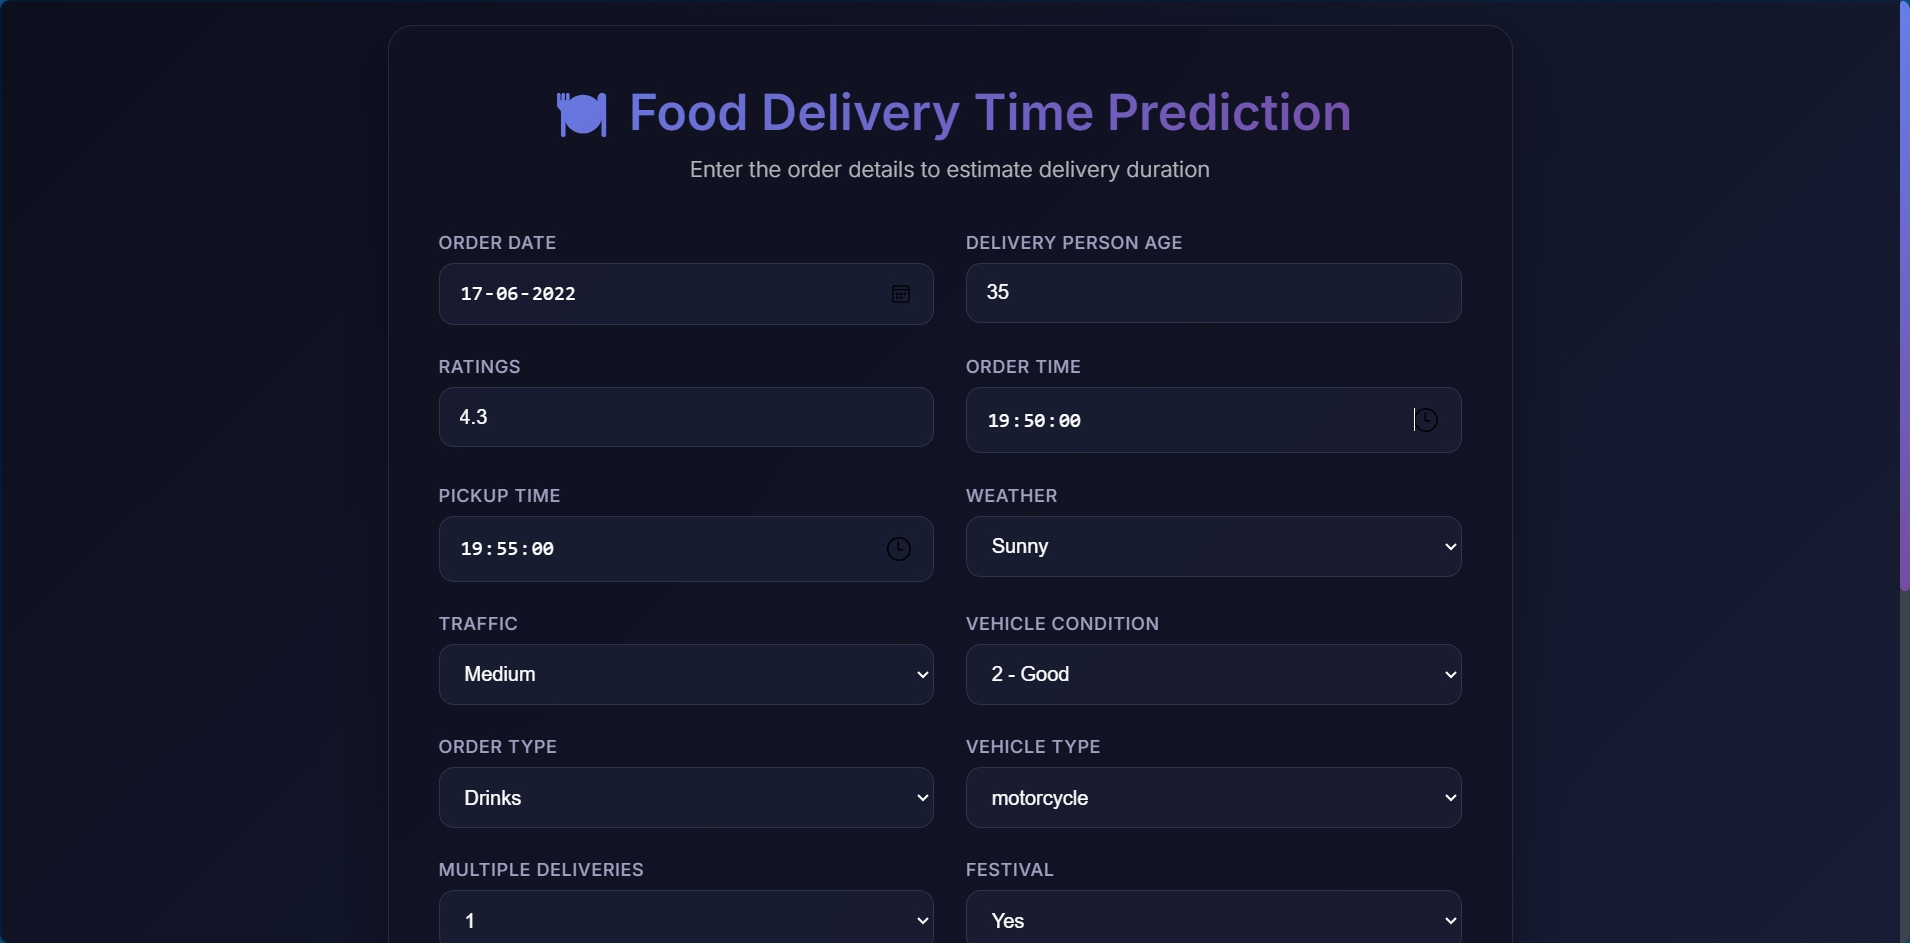 Food Delivery Time Prediction
Enter the order details to estimate delivery duration
ORDER DATE
17-06-2022
DELIVERY PERSON AGE
35
RATINGS
4.3
ORDER TIME
19:50:00
PICKUP TIME
19:55:00
WEATHER
Sunny
TRAFFIC
Medium
VEHICLE CONDITION
2 - Good
ORDER TYPE
Drinks
VEHICLE TYPE
motorcycle
MULTIPLE DELIVERIES
1
FESTIVAL
Yes